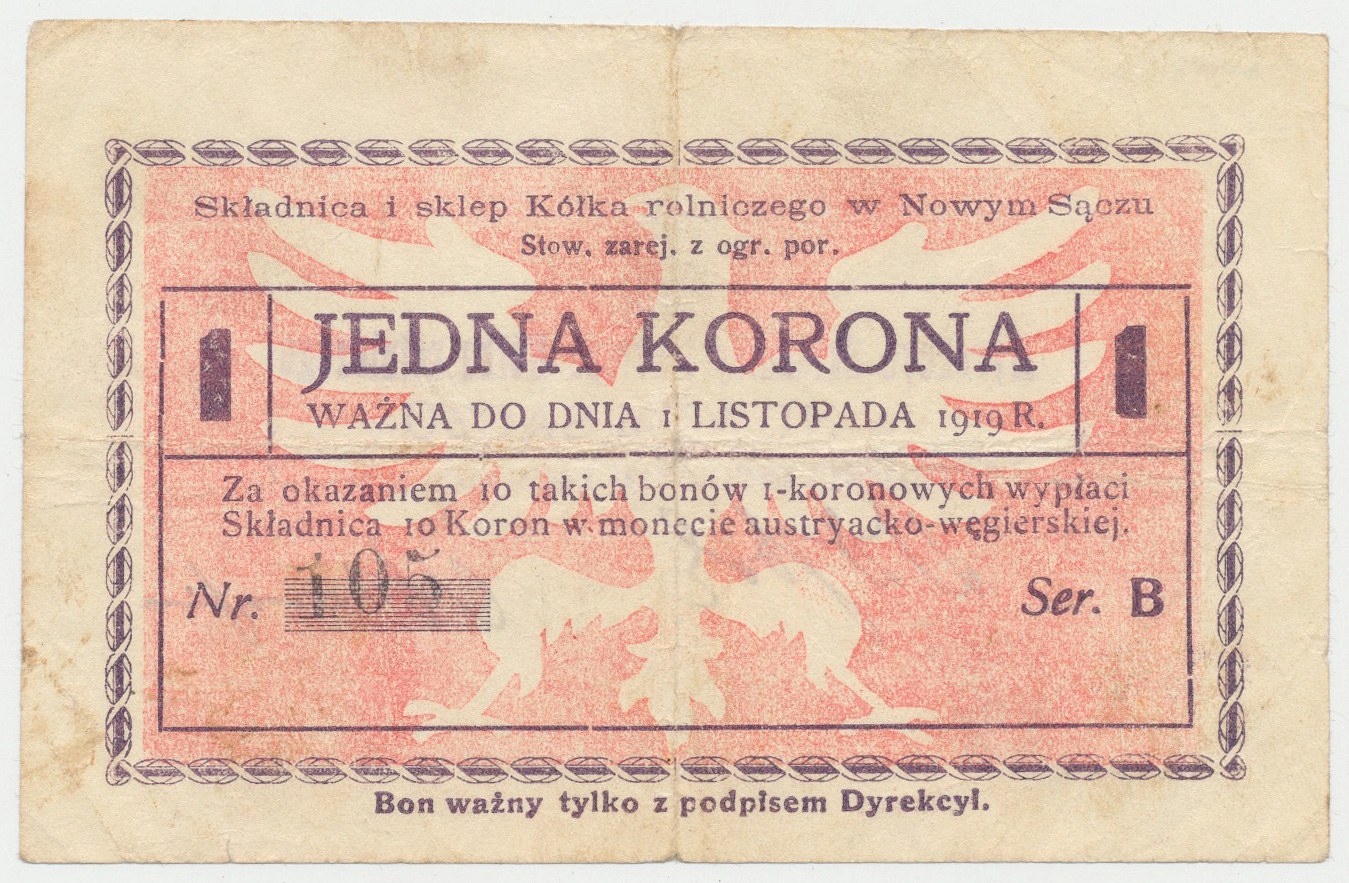 Składnica i sklep Kółka rolniczego w Nowym Sączu
Stow. zarej. z ogr. por.
1 JEDNA KORONA 1
WAŻNA DO DNIA 1 LISTOPADA 1919 R.
Za okazaniem 10 takich bonów 1-koronowych wypłaci
Składnica 10 Koron w monecie austryacko-węgierskiej.
Nr. 105 Ser. B
Bon ważny tylko z podpisem Dyrekcyi.